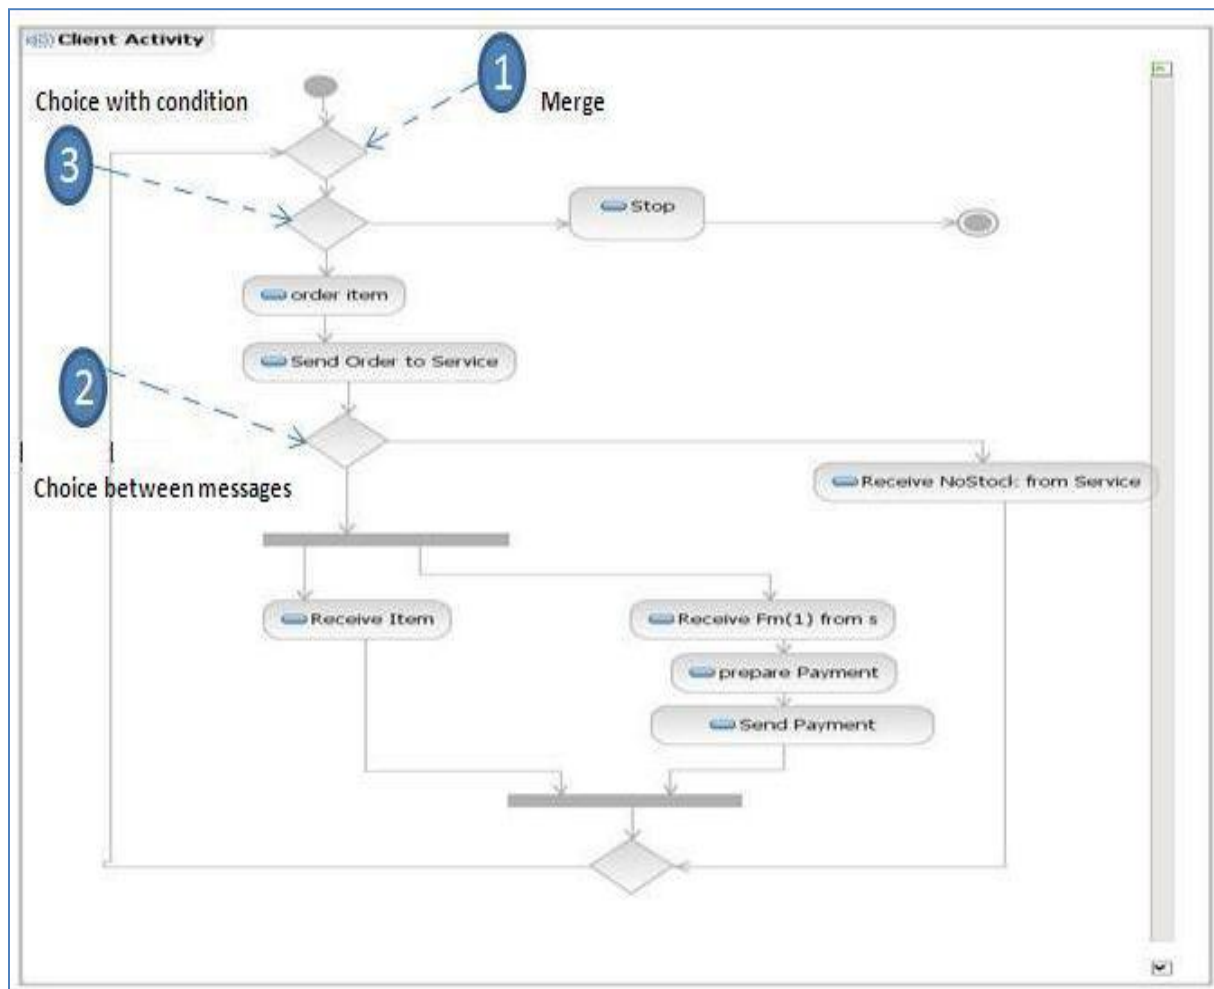 Client Activity
1
Choice with condition
Merge
3
Stop
order item
Send Order to Service
2
Receive NoStock: from Service
Choice between messages
Receive Item
Receive Fm(1) from s
prepare Payment
Send Payment